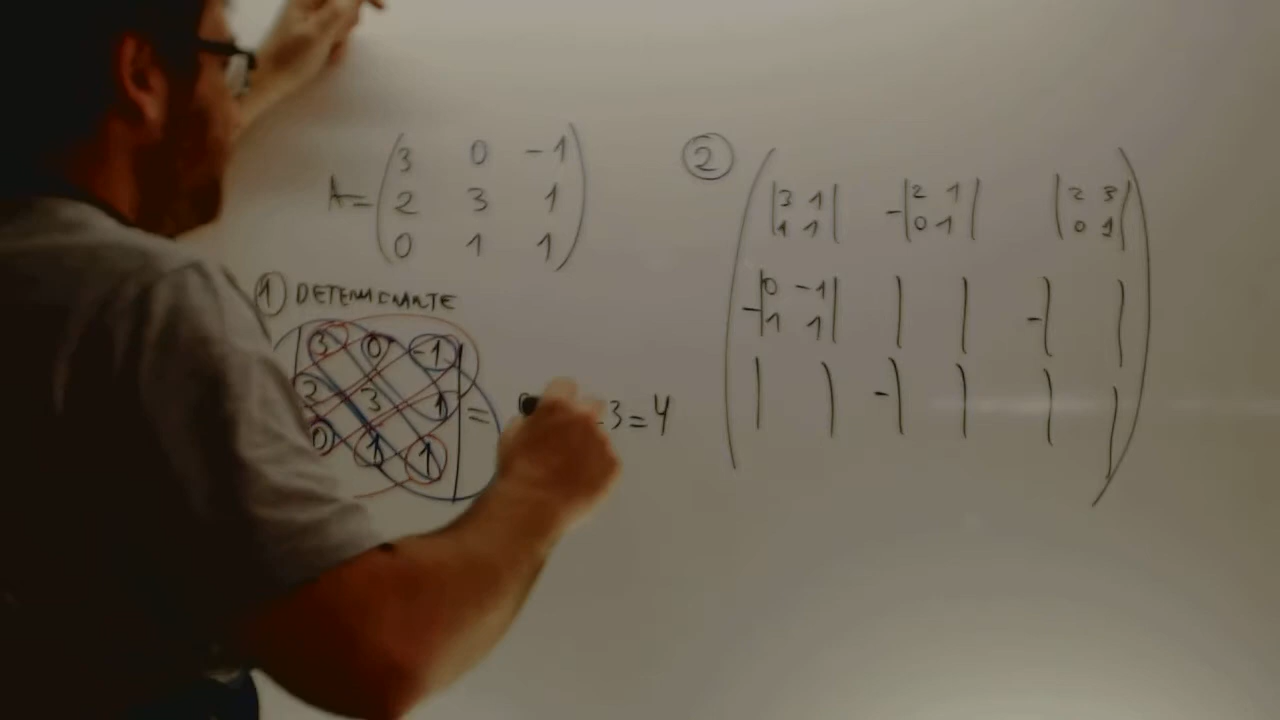 A= ( 3 0 -1
2 3 1
0 1 1 )
① DETERMINANTE
| 3 0 -1
2 3 1
0 1 1 | = -3=4
② ( |3 1| -|2 1| |2 3|
|1 1| |0 1| |0 1|
-|0 -1| | | -| |
|1 1|
| | -| | | | )